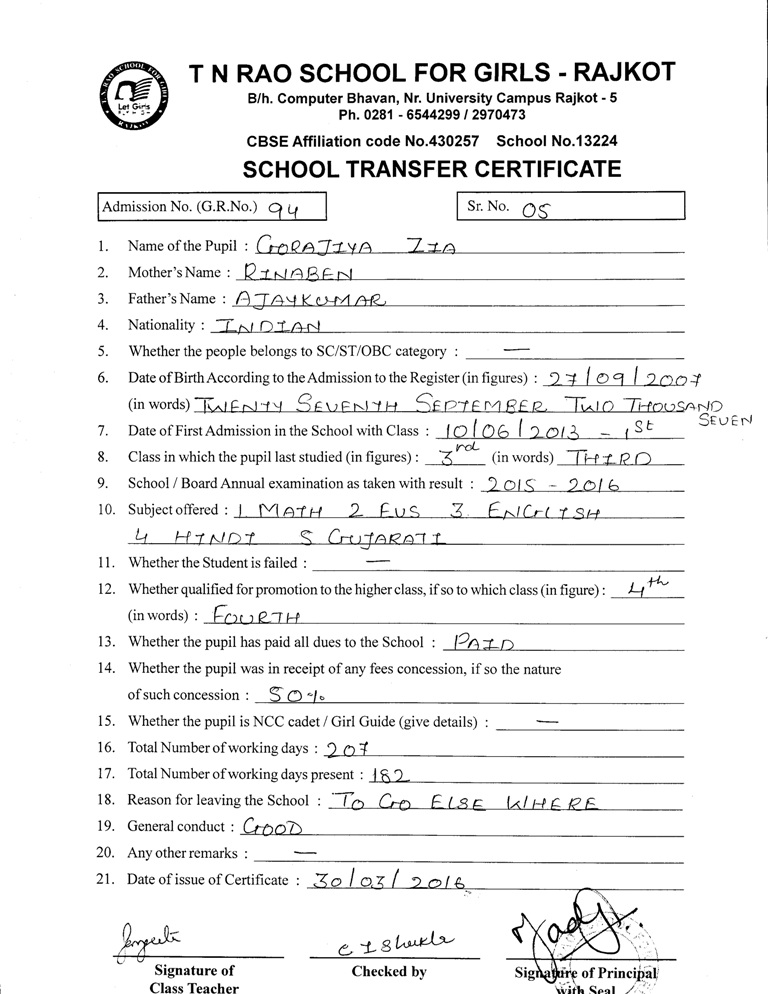 T. N. RAO SCHOOL FOR GIRLS
Let Girls
RAJKOT
T N RAO SCHOOL FOR GIRLS - RAJKOT
B/h. Computer Bhavan, Nr. University Campus Rajkot - 5
Ph. 0281 - 6544299 / 2970473
CBSE Affiliation code No.430257 School No.13224
SCHOOL TRANSFER CERTIFICATE
Admission No. (G.R.No.) 94 Sr. No. 05
1. Name of the Pupil : GORAJIYA ZIA
2. Mother's Name : RINABEN
3. Father's Name : AJAYKUMAR
4. Nationality : INDIAN
5. Whether the people belongs to SC/ST/OBC category : —
6. Date of Birth According to the Admission to the Register (in figures) : 27/09/2007
(in words) TWENTY SEVENTH SEPTEMBER TWO THOUSAND
SEVEN
7. Date of First Admission in the School with Class : 10/06/2013 - 1st
8. Class in which the pupil last studied (in figures) : 3rd (in words) THIRD
9. School / Board Annual examination as taken with result : 2015 - 2016
10. Subject offered : 1 MATH 2 EVS 3 ENGLISH
4 HINDI 5 GUJARATI
11. Whether the Student is failed : —
12. Whether qualified for promotion to the higher class, if so to which class (in figure) : 4th
(in words) : FOURTH
13. Whether the pupil has paid all dues to the School : PAID
14. Whether the pupil was in receipt of any fees concession, if so the nature
of such concession : 50%
15. Whether the pupil is NCC cadet / Girl Guide (give details) : —
16. Total Number of working days : 207
17. Total Number of working days present : 182
18. Reason for leaving the School : TO GO ELSE WHERE
19. General conduct : GOOD
20. Any other remarks : —
21. Date of issue of Certificate : 30/03/2016
C I Shukla
Signature of Checked by Signature of Principal
Class Teacher with Seal